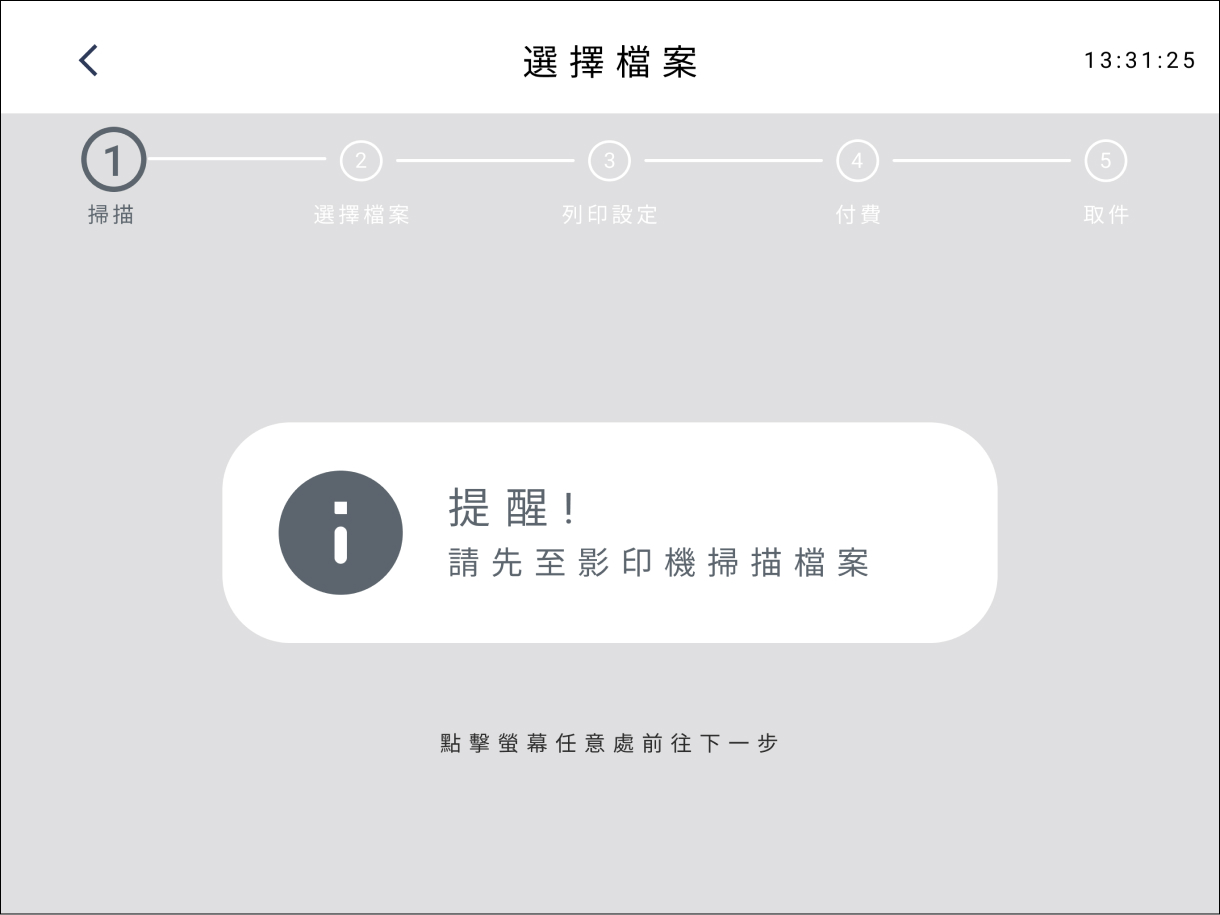 選擇檔案
13:31:25
1 2 3 4 5
掃描 選擇檔案 列印設定 付費 取件
提醒!
請先至影印機掃描檔案
點擊螢幕任意處前往下一步